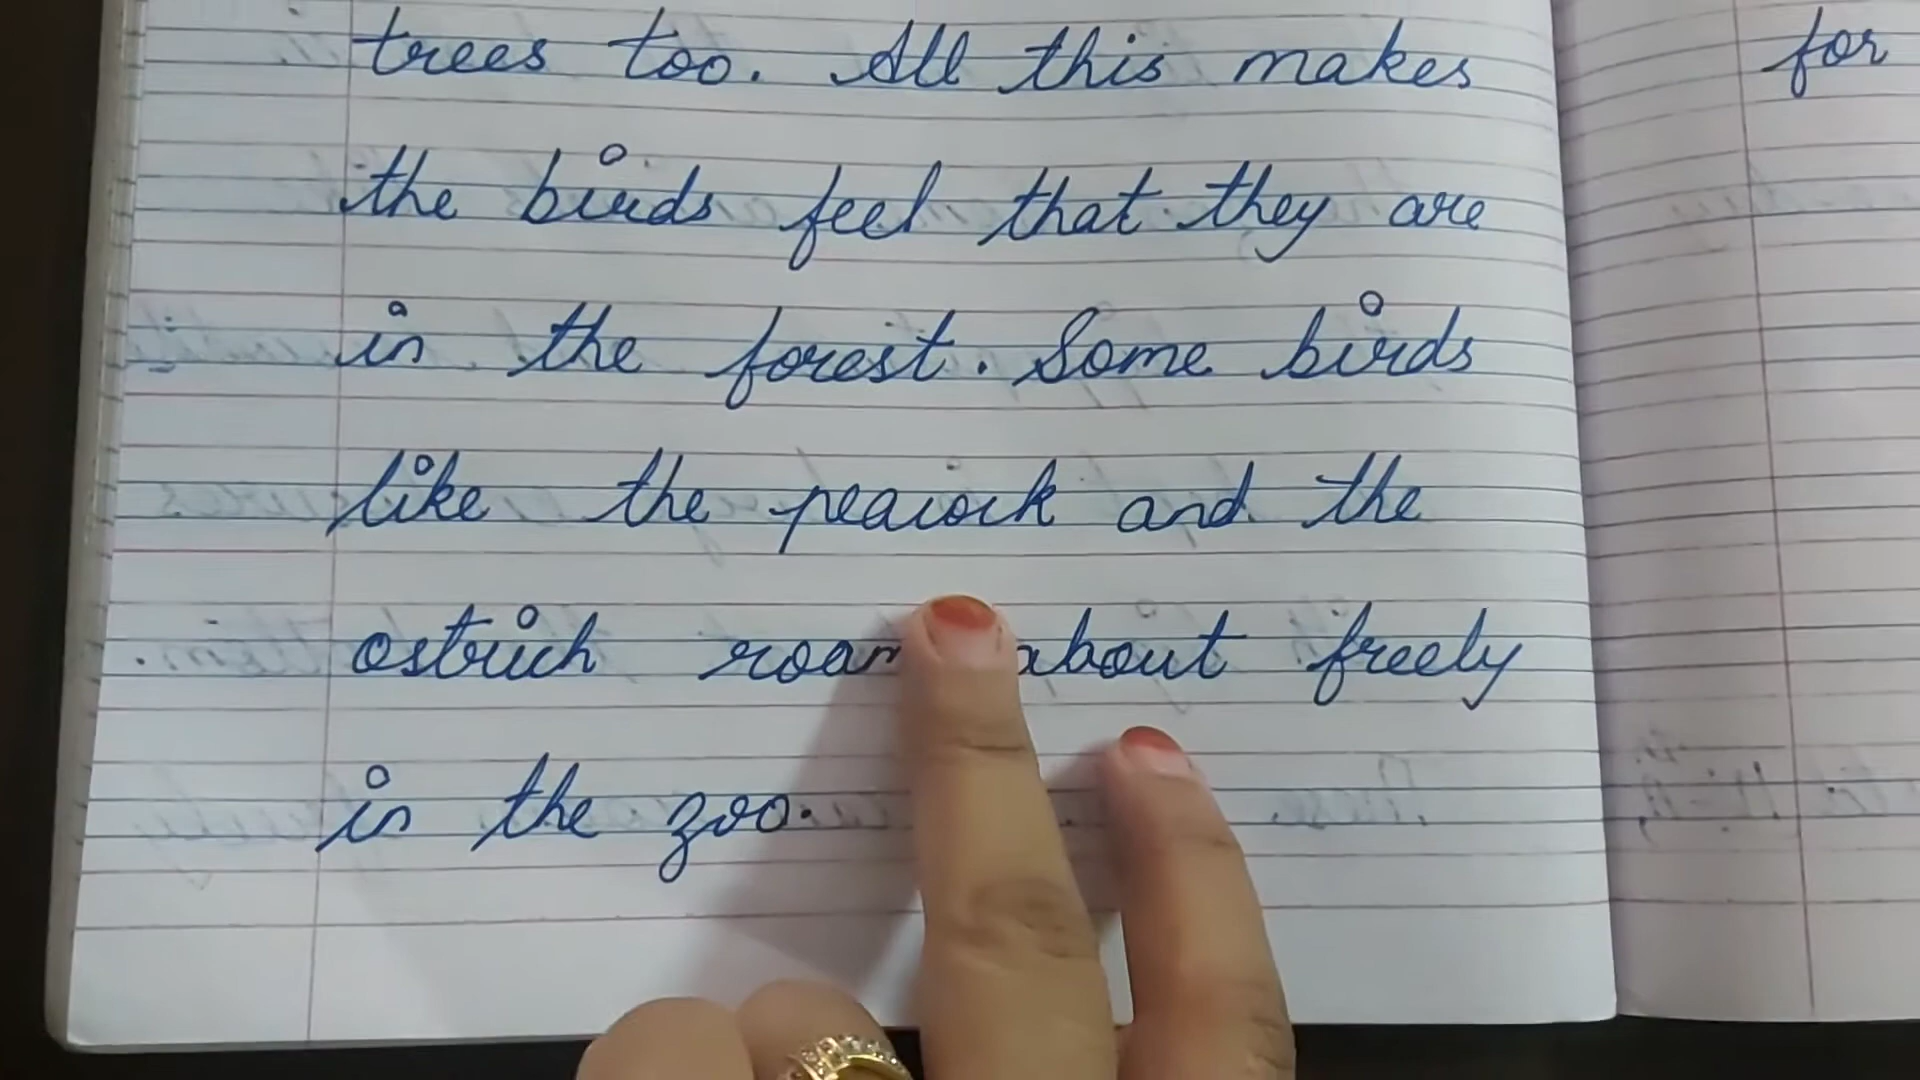 trees too. All this makes
the birds feel that they are
in the forest. Some birds
like the peacock and the
ostrich roam about freely
in the zoo.
for